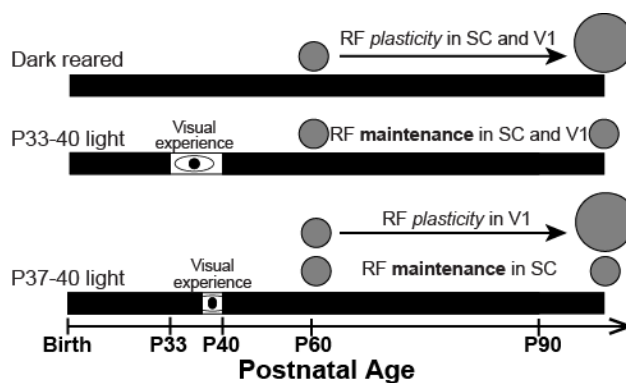 RF plasticity in SC and V1
Dark reared
P33-40 light
Visual
experience
RF maintenance in SC and V1
RF plasticity in V1
RF maintenance in SC
P37-40 light
Visual
experience
Birth P33 P40 P60 P90
Postnatal Age